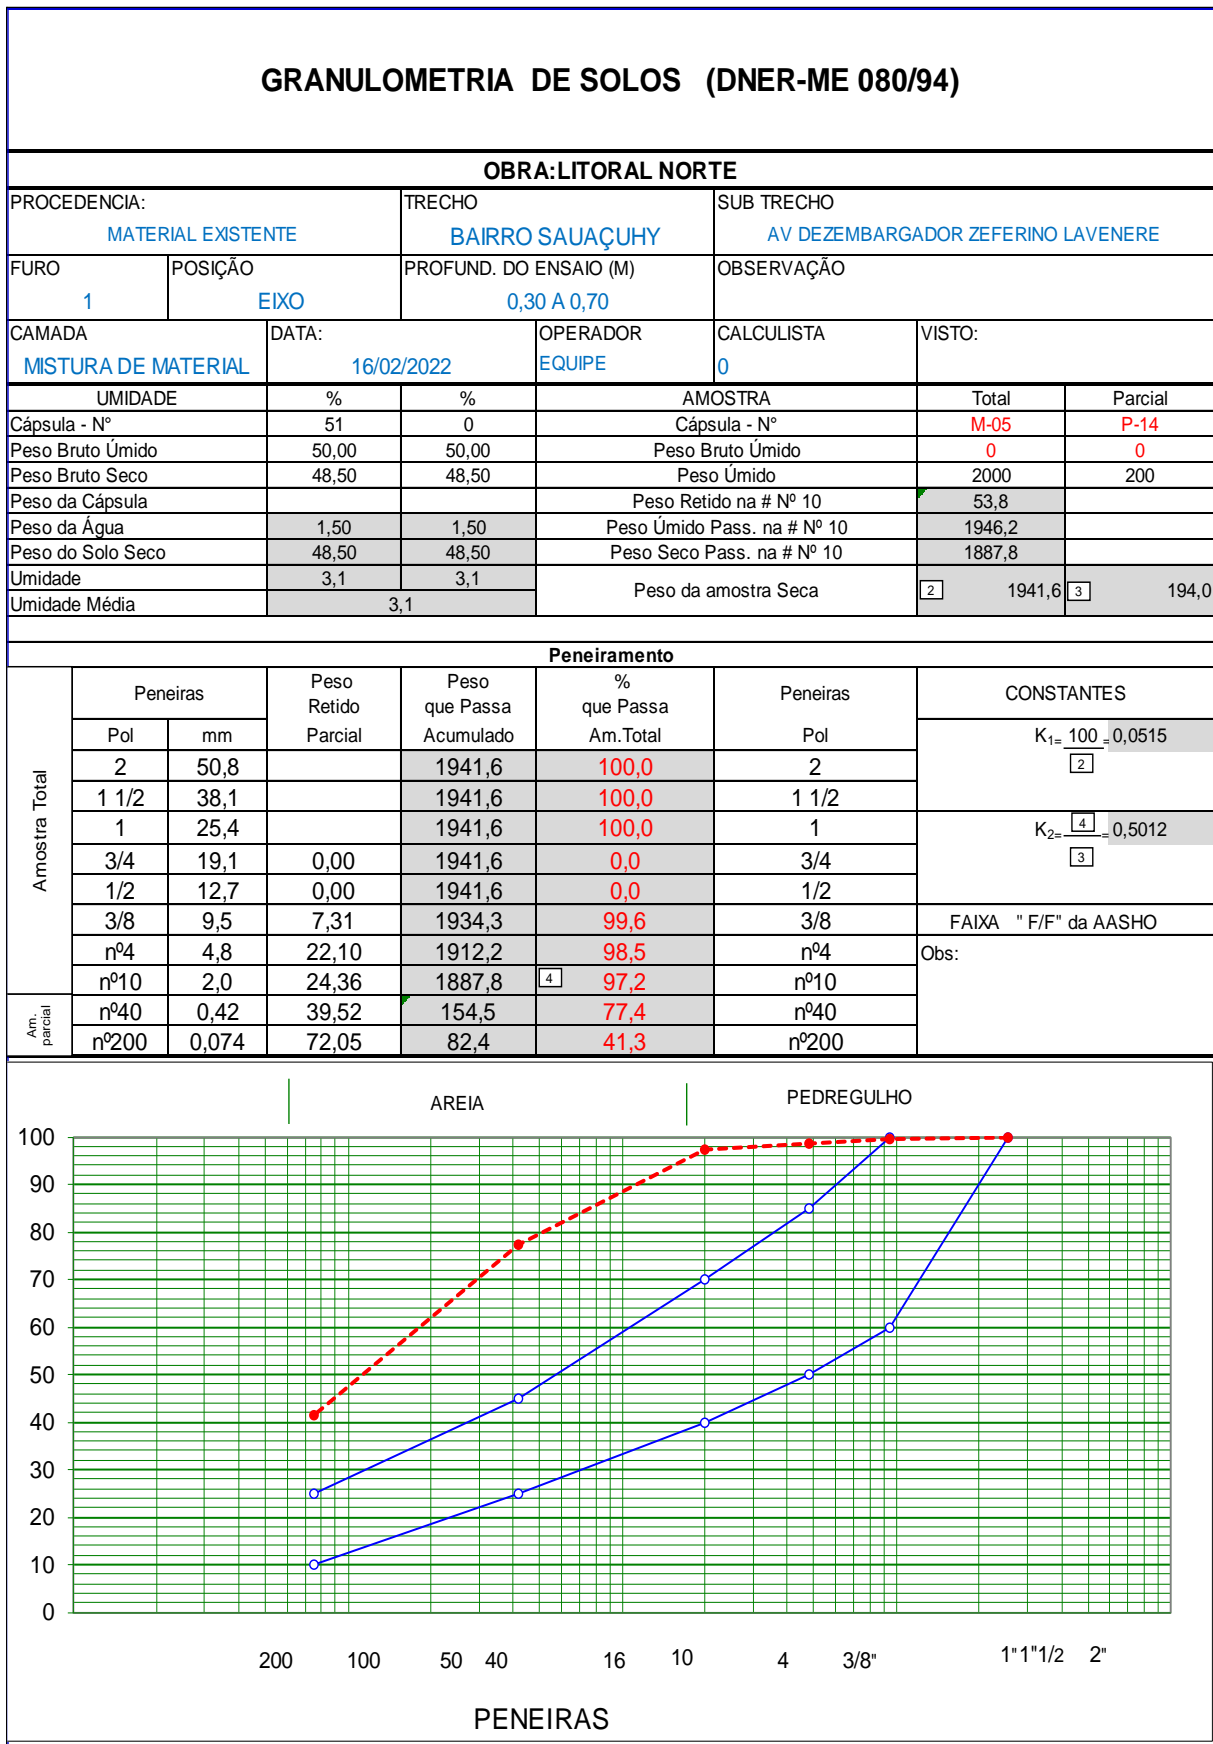 GRANULOMETRIA DE SOLOS (DNER-ME 080/94)
OBRA:LITORAL NORTE
PROCEDENCIA: TRECHO SUB TRECHO
MATERIAL EXISTENTE BAIRRO SAUAÇUHY AV DEZEMBARGADOR ZEFERINO LAVENERE
FURO POSIÇÃO PROFUND. DO ENSAIO (M) OBSERVAÇÃO
1 EIXO 0,30 A 0,70
CAMADA DATA: OPERADOR CALCULISTA VISTO:
MISTURA DE MATERIAL 16/02/2022 EQUIPE 0
UMIDADE % % AMOSTRA Total Parcial
Cápsula - N° 51 0 Cápsula - N° M-05 P-14
Peso Bruto Úmido 50,00 50,00 Peso Bruto Úmido 0 0
Peso Bruto Seco 48,50 48,50 Peso Úmido 2000 200
Peso da Cápsula Peso Retido na # Nº 10 53,8
Peso da Água 1,50 1,50 Peso Úmido Pass. na # Nº 10 1946,2
Peso do Solo Seco 48,50 48,50 Peso Seco Pass. na # Nº 10 1887,8
Umidade 3,1 3,1 Peso da amostra Seca 2 1941,6 3 194,0
Umidade Média 3,1
Peneiramento
Peneiras Peso Retido Peso que Passa % que Passa Peneiras CONSTANTES
Pol mm Parcial Acumulado Am.Total Pol K1= 100 = 0,0515
2
Amostra Total
2 50,8 1941,6 100,0 2
1 1/2 38,1 1941,6 100,0 1 1/2
1 25,4 1941,6 100,0 1 K2= 4 = 0,5012
3
3/4 19,1 0,00 1941,6 0,0 3/4
1/2 12,7 0,00 1941,6 0,0 1/2
3/8 9,5 7,31 1934,3 99,6 3/8 FAIXA " F/F" da AASHO
nº4 4,8 22,10 1912,2 98,5 nº4 Obs:
nº10 2,0 24,36 1887,8 4 97,2 nº10
Am. parcial
nº40 0,42 39,52 154,5 77,4 nº40
nº200 0,074 72,05 82,4 41,3 nº200
AREIA PEDREGULHO
100
90
80
70
60
50
40
30
20
10
0
200 100 50 40 16 10 4 3/8" 1" 1"1/2 2"
PENEIRAS